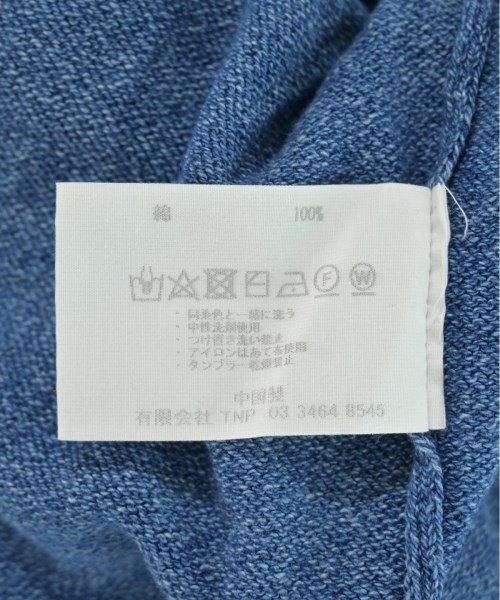 綿 100%
F W
・ 同系色と一緒に洗う
・ 中性洗剤使用
・ つけ置き洗い禁止
・ アイロンはあて布使用
・ タンブラー乾燥禁止
中国製
有限会社 TNP 03 3464 8545